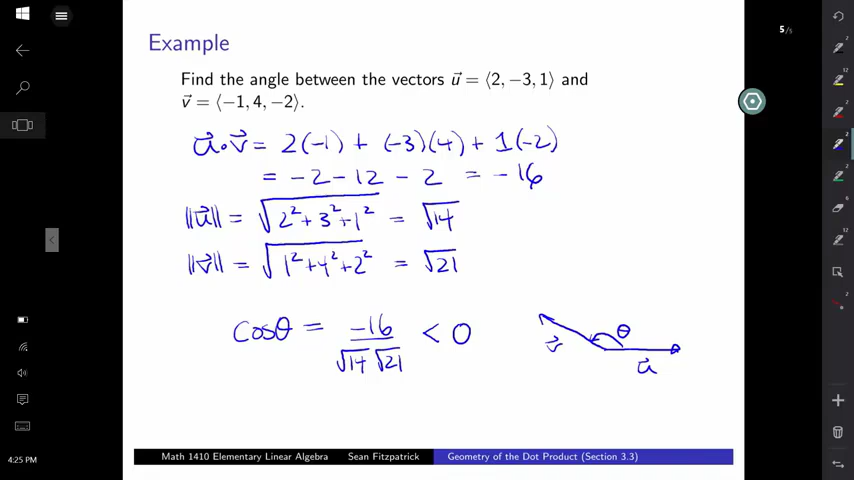 5/5
Example
Find the angle between the vectors u⃗ = ⟨2, −3, 1⟩ and
v⃗ = ⟨−1, 4, −2⟩.
u⃗•v⃗ = 2(-1) + (-3)(4) + 1(-2)
= -2 - 12 - 2 = -16
||u⃗|| = √(2² + 3² + 1²) = √14
||v⃗|| = √(1² + 4² + 2²) = √21
cosθ = -16/(√14 √21) < 0
θ
v⃗
u⃗
Math 1410 Elementary Linear Algebra Sean Fitzpatrick Geometry of the Dot Product (Section 3.3)
4:25 PM